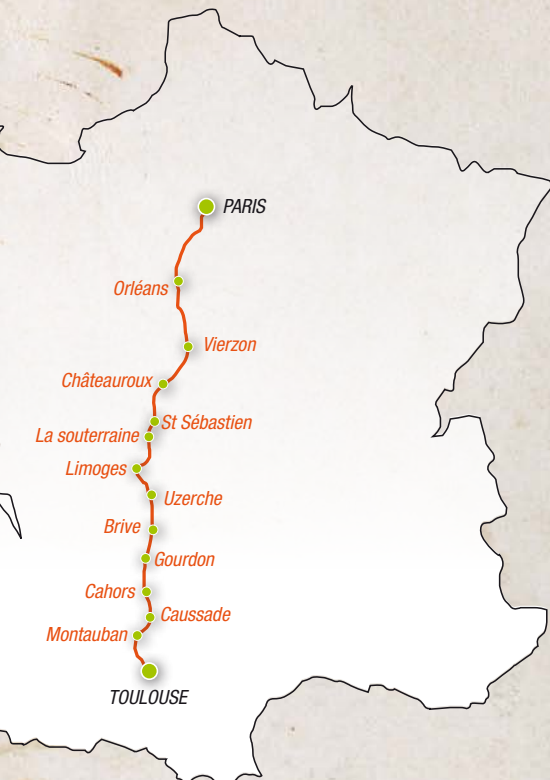 PARIS
Orléans
Vierzon
Châteauroux
St Sébastien
La souterraine
Limoges
Uzerche
Brive
Gourdon
Cahors
Caussade
Montauban
TOULOUSE